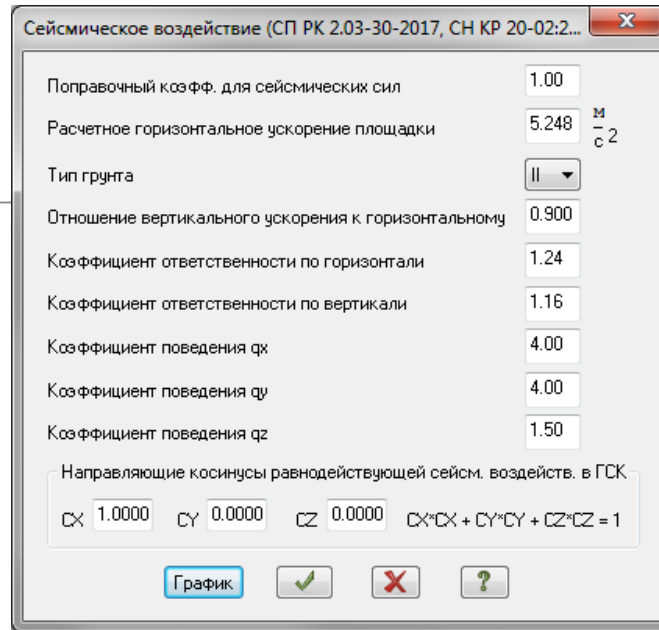 Сейсмическое воздействие (СП РК 2.03-30-2017, СН КР 20-02:2...
Поправочный коэфф. для сейсмических сил 1.00
Расчетное горизонтальное ускорение площадки 5.248 м/с2
Тип грунта II
Отношение вертикального ускорения к горизонтальному 0.900
Коэффициент ответственности по горизонтали 1.24
Коэффициент ответственности по вертикали 1.16
Коэффициент поведения qx 4.00
Коэффициент поведения qy 4.00
Коэффициент поведения qz 1.50
Направляющие косинусы равнодействующей сейсм. воздейств. в ГСК
CX 1.0000 CY 0.0000 CZ 0.0000 CX*CX + CY*CY + CZ*CZ = 1
График ?